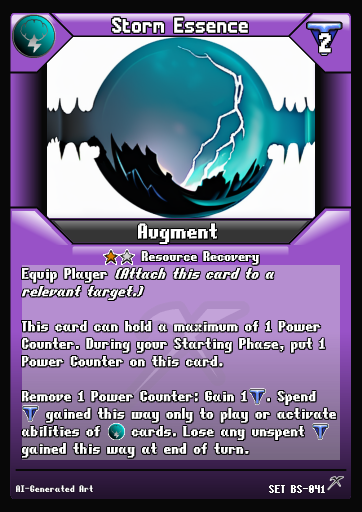 Storm Essence
2
Augment
Resource Recovery
Equip Player (Attach this card to a
relevant target.)
This card can hold a maximum of 1 Power
Counter. During your Starting Phase, put 1
Power Counter on this card.
Remove 1 Power Counter: Gain 1 . Spend
gained this way only to play or activate
abilities of cards. Lose any unspent
gained this way at end of turn.
AI-Generated Art
SET BS-041